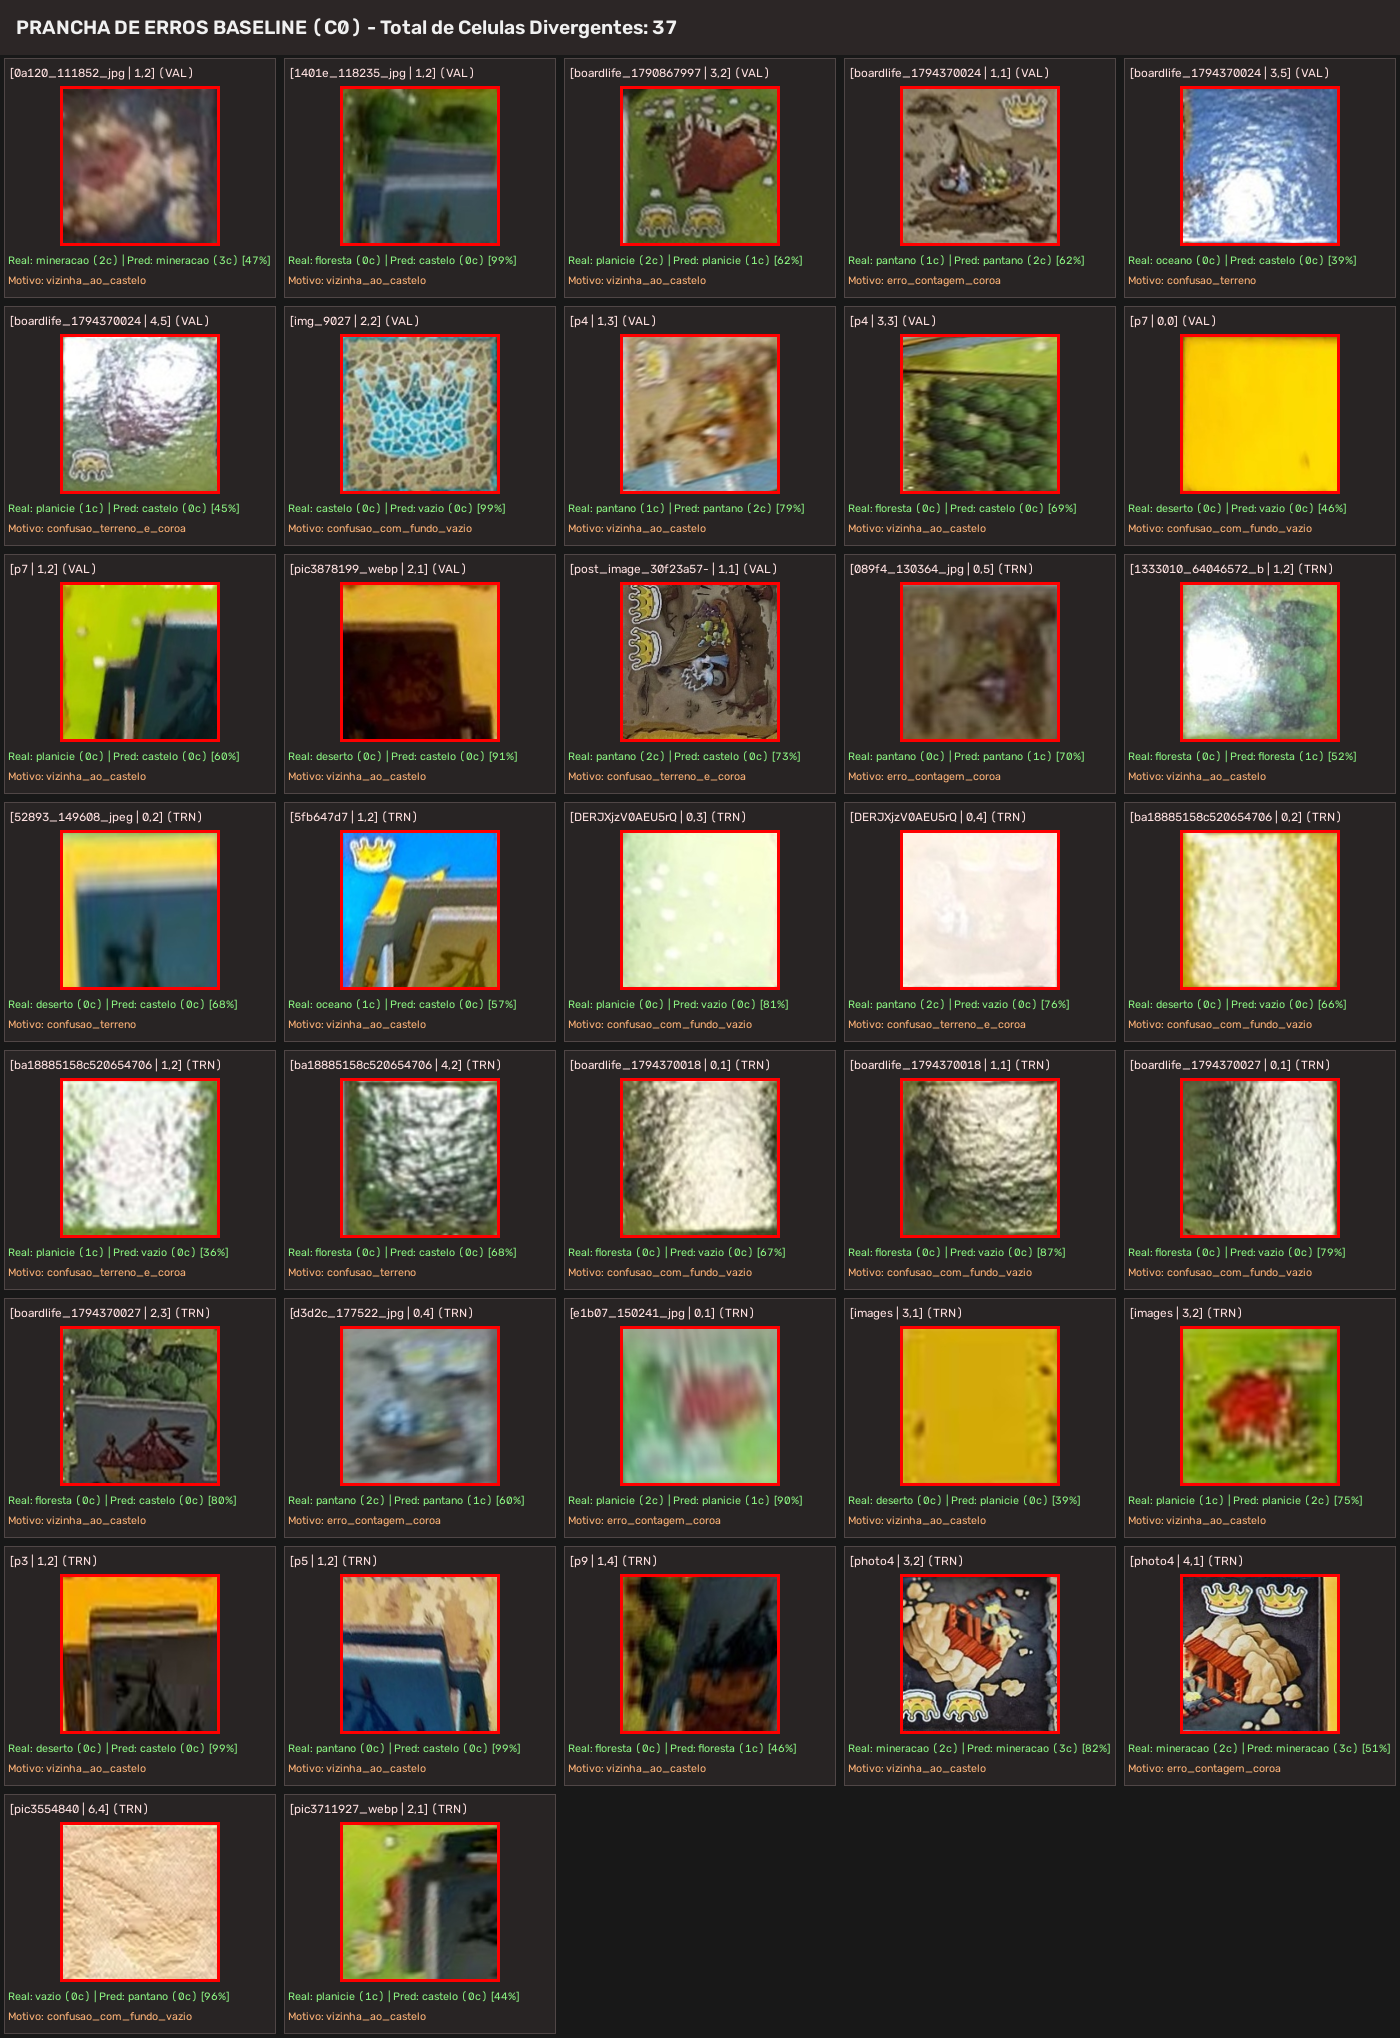 PRANCHA DE ERROS BASELINE (C0) - Total de Celulas Divergentes: 37
[0a120_111852_jpg | 1,2] (VAL)
Real: mineracao (2c) | Pred: mineracao (3c) [47%]
Motivo: vizinha_ao_castelo
[1401e_118235_jpg | 1,2] (VAL)
Real: floresta (0c) | Pred: castelo (0c) [99%]
Motivo: vizinha_ao_castelo
[boardlife_1790867997 | 3,2] (VAL)
Real: planicie (2c) | Pred: planicie (1c) [62%]
Motivo: vizinha_ao_castelo
[boardlife_1794370024 | 1,1] (VAL)
Real: pantano (1c) | Pred: pantano (2c) [62%]
Motivo: erro_contagem_coroa
[boardlife_1794370024 | 3,5] (VAL)
Real: oceano (0c) | Pred: castelo (0c) [39%]
Motivo: confusao_terreno
[boardlife_1794370024 | 4,5] (VAL)
Real: planicie (1c) | Pred: castelo (0c) [45%]
Motivo: confusao_terreno_e_coroa
[img_9027 | 2,2] (VAL)
Real: castelo (0c) | Pred: vazio (0c) [99%]
Motivo: confusao_com_fundo_vazio
[p4 | 1,3] (VAL)
Real: pantano (1c) | Pred: pantano (2c) [79%]
Motivo: vizinha_ao_castelo
[p4 | 3,3] (VAL)
Real: floresta (0c) | Pred: castelo (0c) [69%]
Motivo: vizinha_ao_castelo
[p7 | 0,0] (VAL)
Real: deserto (0c) | Pred: vazio (0c) [46%]
Motivo: confusao_com_fundo_vazio
[p7 | 1,2] (VAL)
Real: planicie (0c) | Pred: castelo (0c) [60%]
Motivo: vizinha_ao_castelo
[pic3878199_webp | 2,1] (VAL)
Real: deserto (0c) | Pred: castelo (0c) [91%]
Motivo: vizinha_ao_castelo
[post_image_30f23a57- | 1,1] (VAL)
Real: pantano (2c) | Pred: castelo (0c) [73%]
Motivo: confusao_terreno_e_coroa
[089f4_130364_jpg | 0,5] (TRN)
Real: pantano (0c) | Pred: pantano (1c) [70%]
Motivo: erro_contagem_coroa
[1333010_64046572_b | 1,2] (TRN)
Real: floresta (0c) | Pred: floresta (1c) [52%]
Motivo: vizinha_ao_castelo
[52893_149608_jpeg | 0,2] (TRN)
Real: deserto (0c) | Pred: castelo (0c) [68%]
Motivo: confusao_terreno
[5fb647d7 | 1,2] (TRN)
Real: oceano (1c) | Pred: castelo (0c) [57%]
Motivo: vizinha_ao_castelo
[DERJXjzV0AEU5rQ | 0,3] (TRN)
Real: planicie (0c) | Pred: vazio (0c) [81%]
Motivo: confusao_com_fundo_vazio
[DERJXjzV0AEU5rQ | 0,4] (TRN)
Real: pantano (2c) | Pred: vazio (0c) [76%]
Motivo: confusao_terreno_e_coroa
[ba18885158c520654706 | 0,2] (TRN)
Real: deserto (0c) | Pred: vazio (0c) [66%]
Motivo: confusao_com_fundo_vazio
[ba18885158c520654706 | 1,2] (TRN)
Real: planicie (1c) | Pred: vazio (0c) [36%]
Motivo: confusao_terreno_e_coroa
[ba18885158c520654706 | 4,2] (TRN)
Real: floresta (0c) | Pred: castelo (0c) [68%]
Motivo: confusao_terreno
[boardlife_1794370018 | 0,1] (TRN)
Real: floresta (0c) | Pred: vazio (0c) [67%]
Motivo: confusao_com_fundo_vazio
[boardlife_1794370018 | 1,1] (TRN)
Real: floresta (0c) | Pred: vazio (0c) [87%]
Motivo: confusao_com_fundo_vazio
[boardlife_1794370027 | 0,1] (TRN)
Real: floresta (0c) | Pred: vazio (0c) [79%]
Motivo: confusao_com_fundo_vazio
[boardlife_1794370027 | 2,3] (TRN)
Real: floresta (0c) | Pred: castelo (0c) [80%]
Motivo: vizinha_ao_castelo
[d3d2c_177522_jpg | 0,4] (TRN)
Real: pantano (2c) | Pred: pantano (1c) [60%]
Motivo: erro_contagem_coroa
[e1b07_150241_jpg | 0,1] (TRN)
Real: planicie (2c) | Pred: planicie (1c) [90%]
Motivo: erro_contagem_coroa
[images | 3,1] (TRN)
Real: deserto (0c) | Pred: planicie (0c) [39%]
Motivo: vizinha_ao_castelo
[images | 3,2] (TRN)
Real: planicie (1c) | Pred: planicie (2c) [75%]
Motivo: vizinha_ao_castelo
[p3 | 1,2] (TRN)
Real: deserto (0c) | Pred: castelo (0c) [99%]
Motivo: vizinha_ao_castelo
[p5 | 1,2] (TRN)
Real: pantano (0c) | Pred: castelo (0c) [99%]
Motivo: vizinha_ao_castelo
[p9 | 1,4] (TRN)
Real: floresta (0c) | Pred: floresta (1c) [46%]
Motivo: vizinha_ao_castelo
[photo4 | 3,2] (TRN)
Real: mineracao (2c) | Pred: mineracao (3c) [82%]
Motivo: vizinha_ao_castelo
[photo4 | 4,1] (TRN)
Real: mineracao (2c) | Pred: mineracao (3c) [51%]
Motivo: erro_contagem_coroa
[pic3554840 | 6,4] (TRN)
Real: vazio (0c) | Pred: pantano (0c) [96%]
Motivo: confusao_com_fundo_vazio
[pic3711927_webp | 2,1] (TRN)
Real: planicie (1c) | Pred: castelo (0c) [44%]
Motivo: vizinha_ao_castelo